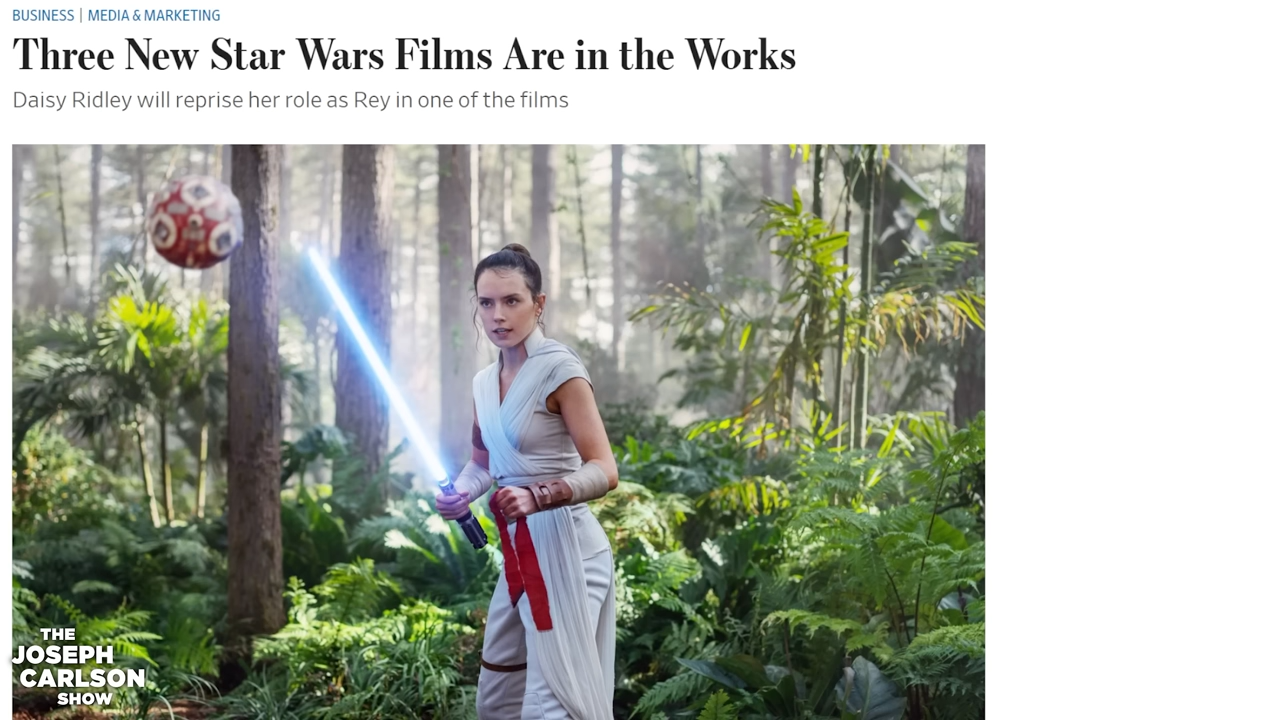 BUSINESS | MEDIA & MARKETING
Three New Star Wars Films Are in the Works
Daisy Ridley will reprise her role as Rey in one of the films
THE
JOSEPH
CARLSON
SHOW